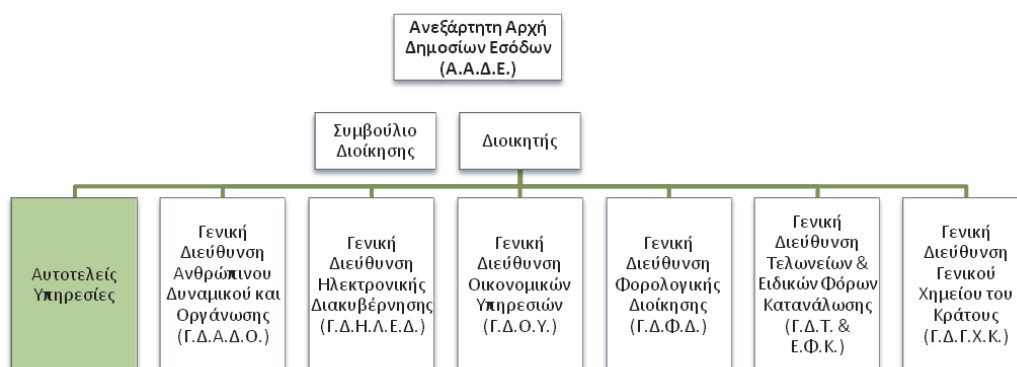 Ανεξάρτητη Αρχή
Δημοσίων Εσόδων
(Α.Α.Δ.Ε.)
Συμβούλιο
Διοίκησης
Διοικητής
Αυτοτελείς
Υπηρεσίες
Γενική
Διεύθυνση
Ανθρώπινου
Δυναμικού και
Οργάνωσης
(Γ.Δ.Α.Δ.Ο.)
Γενική
Διεύθυνση
Ηλεκτρονικής
Διακυβέρνησης
(Γ.Δ.Η.Λ.Ε.Δ.)
Γενική
Διεύθυνση
Οικονομικών
Υπηρεσιών
(Γ.Δ.Ο.Υ.)
Γενική
Διεύθυνση
Φορολογικής
Διοίκησης
(Γ.Δ.Φ.Δ.)
Γενική
Διεύθυνση
Τελωνείων &
Ειδικών Φόρων
Κατανάλωσης
(Γ.Δ.Τ. &
Ε.Φ.Κ.)
Γενική
Διεύθυνση
Γενικού
Χημείου του
Κράτους
(Γ.Δ.Γ.Χ.Κ.)